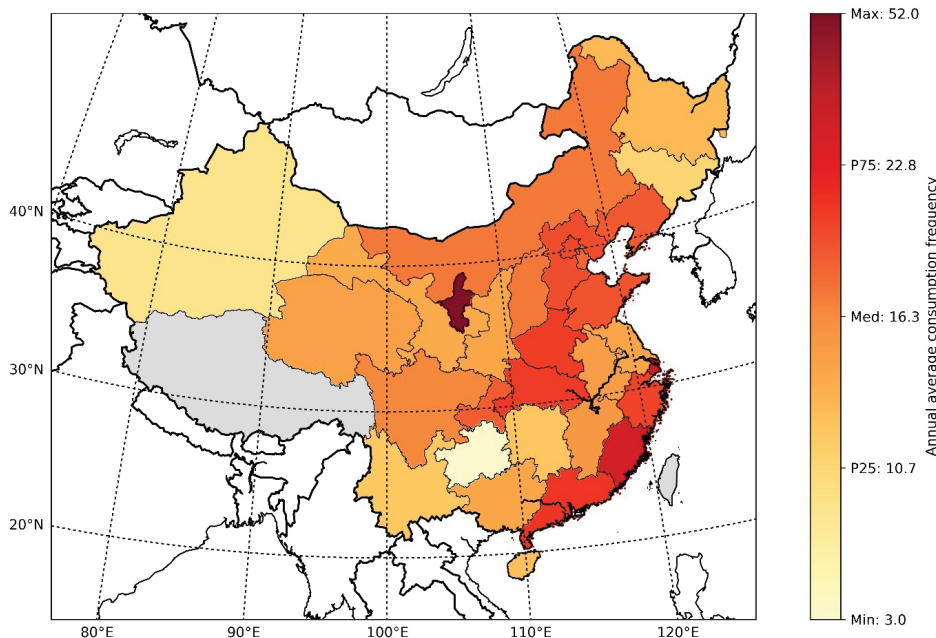 40°N
30°N
20°N
80°E
90°E
100°E
110°E
120°E
Max: 52.0
P75: 22.8
Med: 16.3
P25: 10.7
Min: 3.0
Annual average consumption frequency